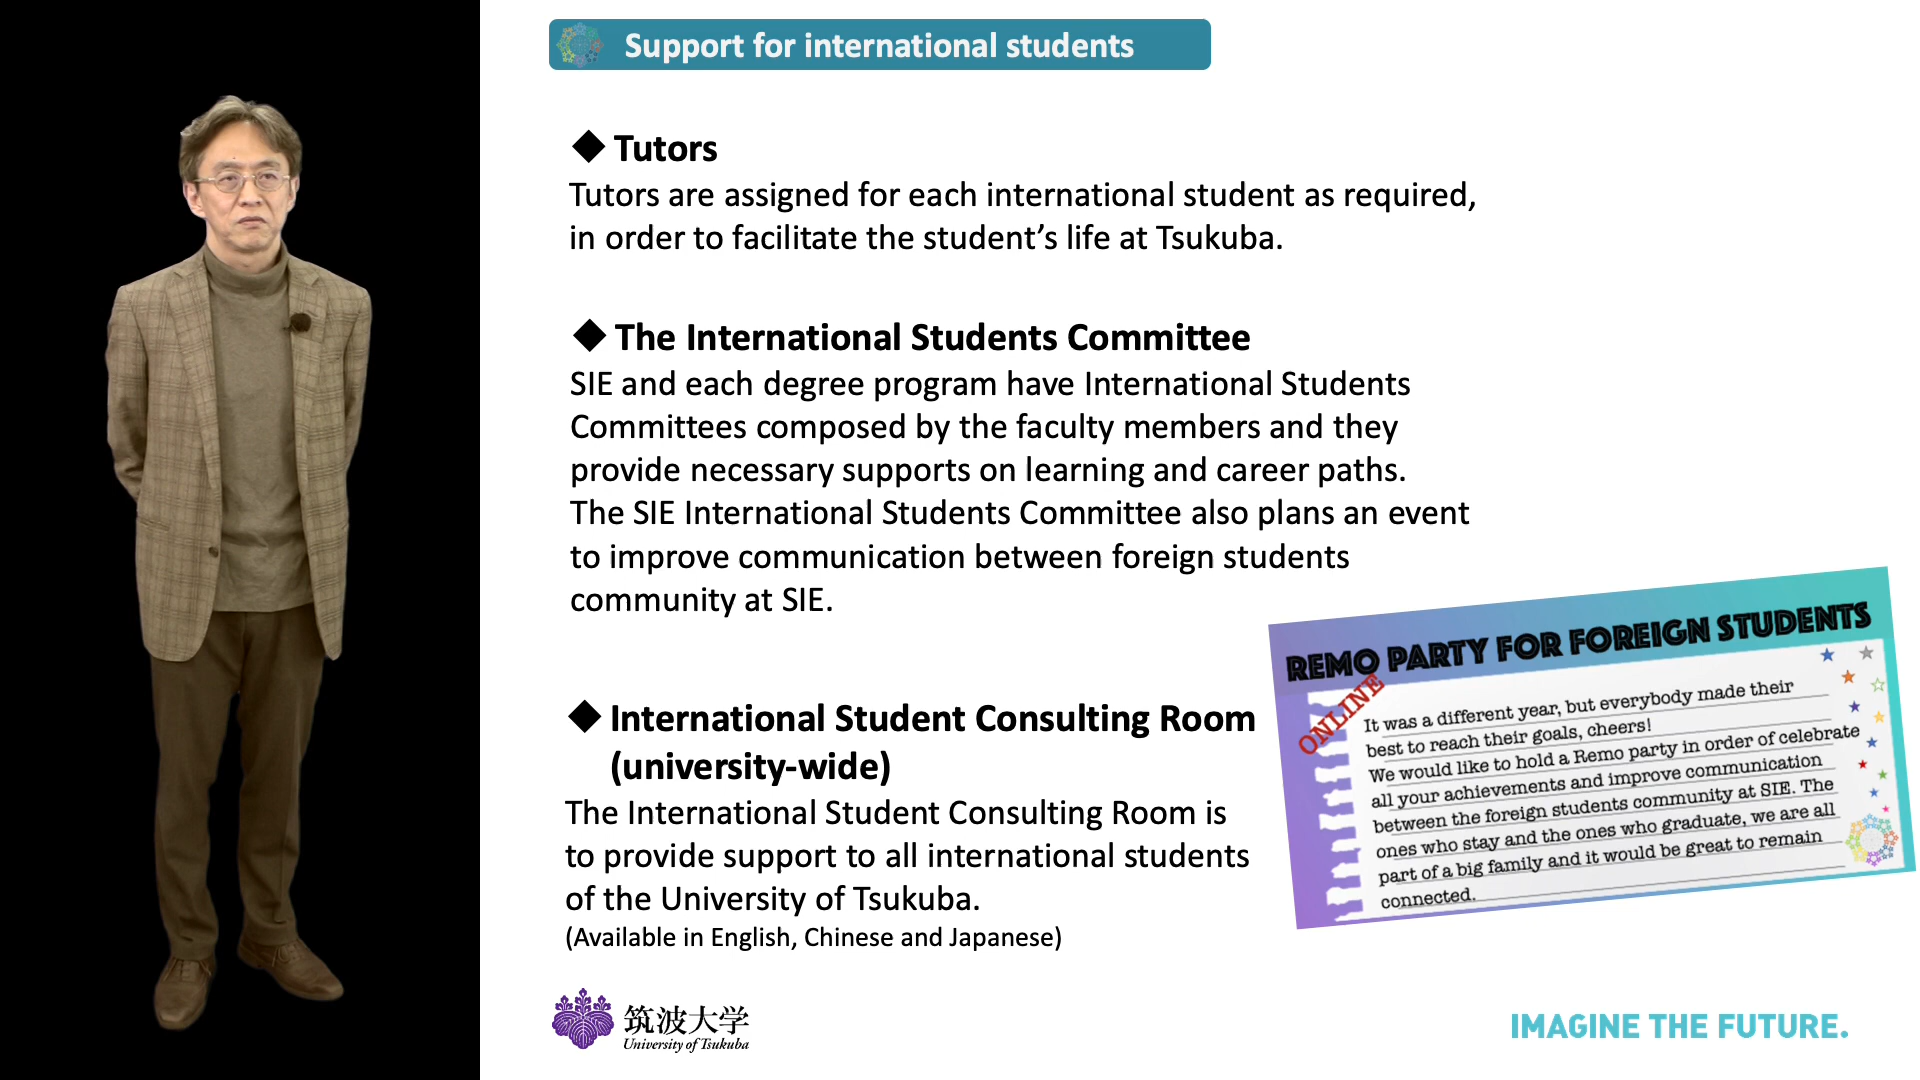 Support for international students
◆ Tutors
Tutors are assigned for each international student as required,
in order to facilitate the student’s life at Tsukuba.
◆ The International Students Committee
SIE and each degree program have International Students
Committees composed by the faculty members and they
provide necessary supports on learning and career paths.
The SIE International Students Committee also plans an event
to improve communication between foreign students
community at SIE.
◆ International Student Consulting Room
(university-wide)
The International Student Consulting Room is
to provide support to all international students
of the University of Tsukuba.
(Available in English, Chinese and Japanese)
REMO PARTY FOR FOREIGN STUDENTS
ONLINE
It was a different year, but everybody made their
best to reach their goals, cheers!
We would like to hold a Remo party in order of celebrate
all your achievements and improve communication
between the foreign students community at SIE. The
ones who stay and the ones who graduate, we are all
part of a big family and it would be great to remain
connected.
筑波大学
University of Tsukuba
IMAGINE THE FUTURE.